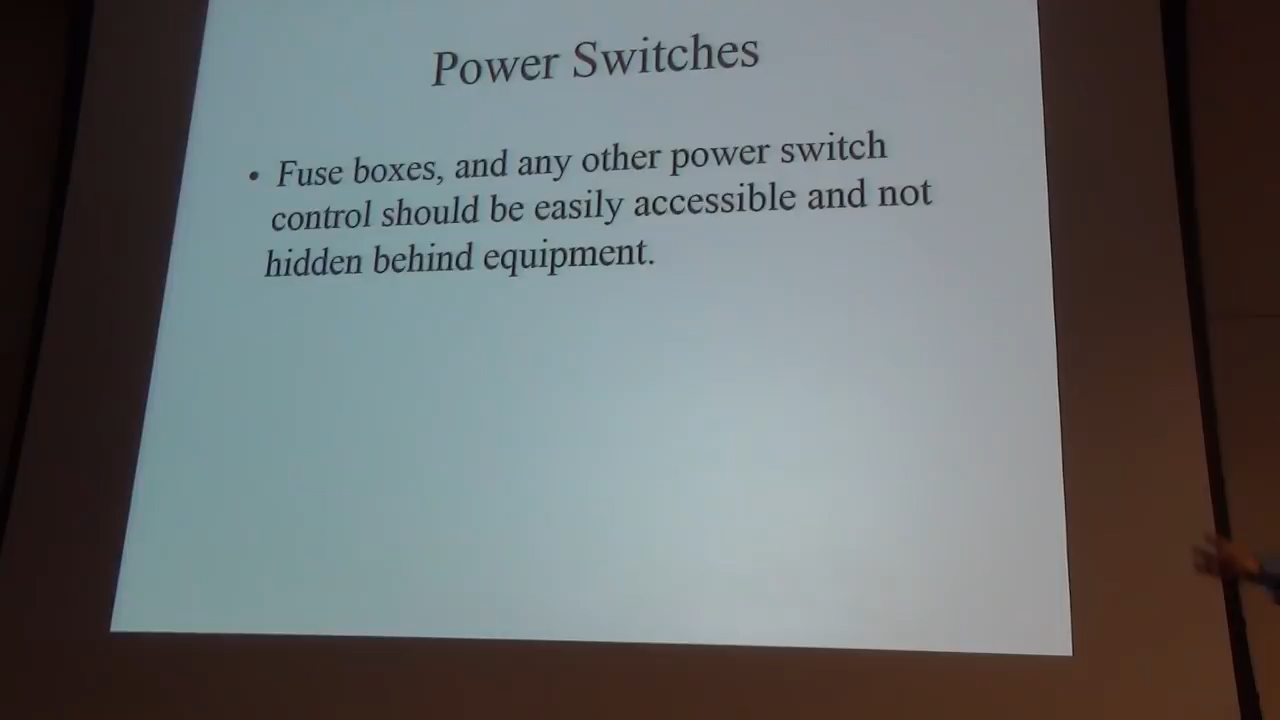 Power Switches
• Fuse boxes, and any other power switch
control should be easily accessible and not
hidden behind equipment.